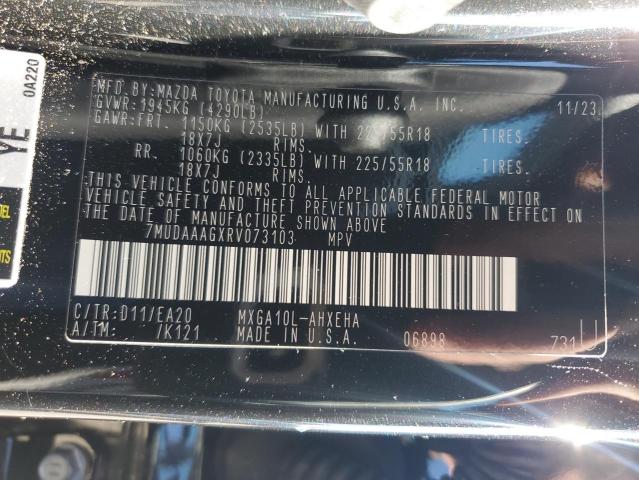 0A220
YE
MFD.BY:MAZDA TOYOTA MANUFACTURING U.S.A. INC. 11/23
GVWR:1945KG (4290LB)
GAWR:FRT. 1150KG (2535LB) WITH 225/55R18 TIRES.
18X7J RIMS.
RR. 1060KG (2335LB) WITH 225/55R18 TIRES.
18X7J RIMS.
THIS VEHICLE CONFORMS TO ALL APPLICABLE FEDERAL MOTOR
VEHICLE SAFETY AND THEFT PREVENTION STANDARDS IN EFFECT ON
THE DATE OF MANUFACTURE SHOWN ABOVE
7MUDAAAGXRV073103 MPV
C/TR:D11/EA20 MXGA10L-AHXEHA
A/TM: /K121 MADE IN U.S.A. 06898 731